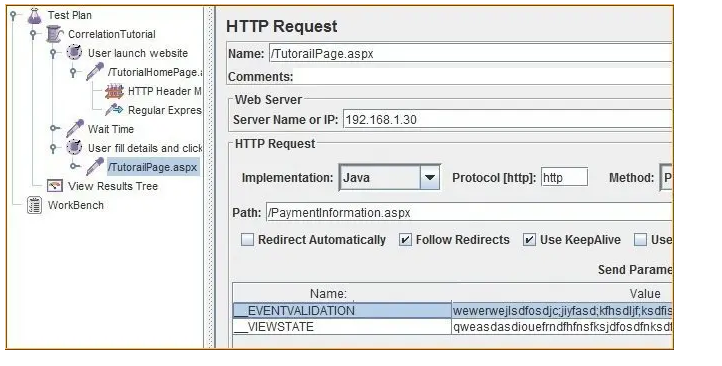 Test Plan
CorrelationTutorial
User launch website
/TutorialHomePage.a
HTTP Header M
Regular Expres
Wait Time
User fill details and click
/TutorailPage.aspx
View Results Tree
WorkBench
HTTP Request
Name: /TutorailPage.aspx
Comments:
Web Server
Server Name or IP: 192.168.1.30
HTTP Request
Implementation: Java Protocol [http]: http Method: P
Path: /PaymentInformation.aspx
Redirect Automatically Follow Redirects Use KeepAlive Use
Send Parame
Name: Value
__EVENTVALIDATION wewerwejlsdfosdjc;jiyfasd;kfhsdljf;ksdfis
__VIEWSTATE qweasdasdiouefrndfhfnsfksjdfosdfnksdf